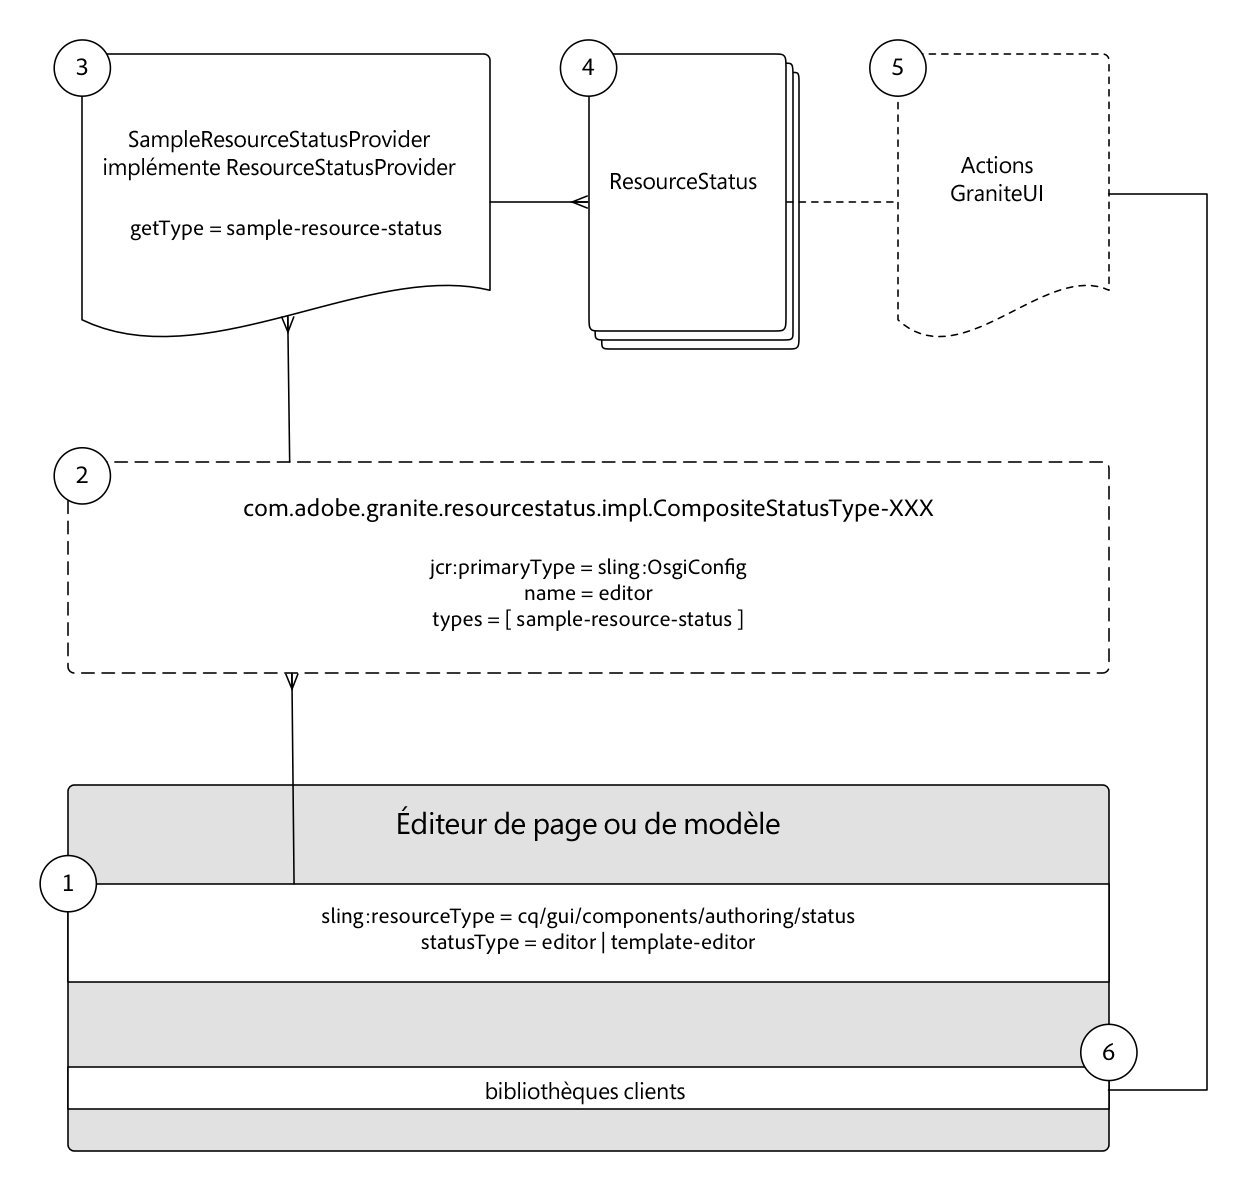 3
SampleResourceStatusProvider
implémente ResourceStatusProvider
getType = sample-resource-status
4
ResourceStatus
5
Actions
GraniteUI
2
com.adobe.granite.resourcestatus.impl.CompositeStatusType-XXX
jcr:primaryType = sling:OsgiConfig
name = editor
types = [ sample-resource-status ]
Éditeur de page ou de modèle
1
sling:resourceType = cq/gui/components/authoring/status
statusType = editor | template-editor
6
bibliothèques clients